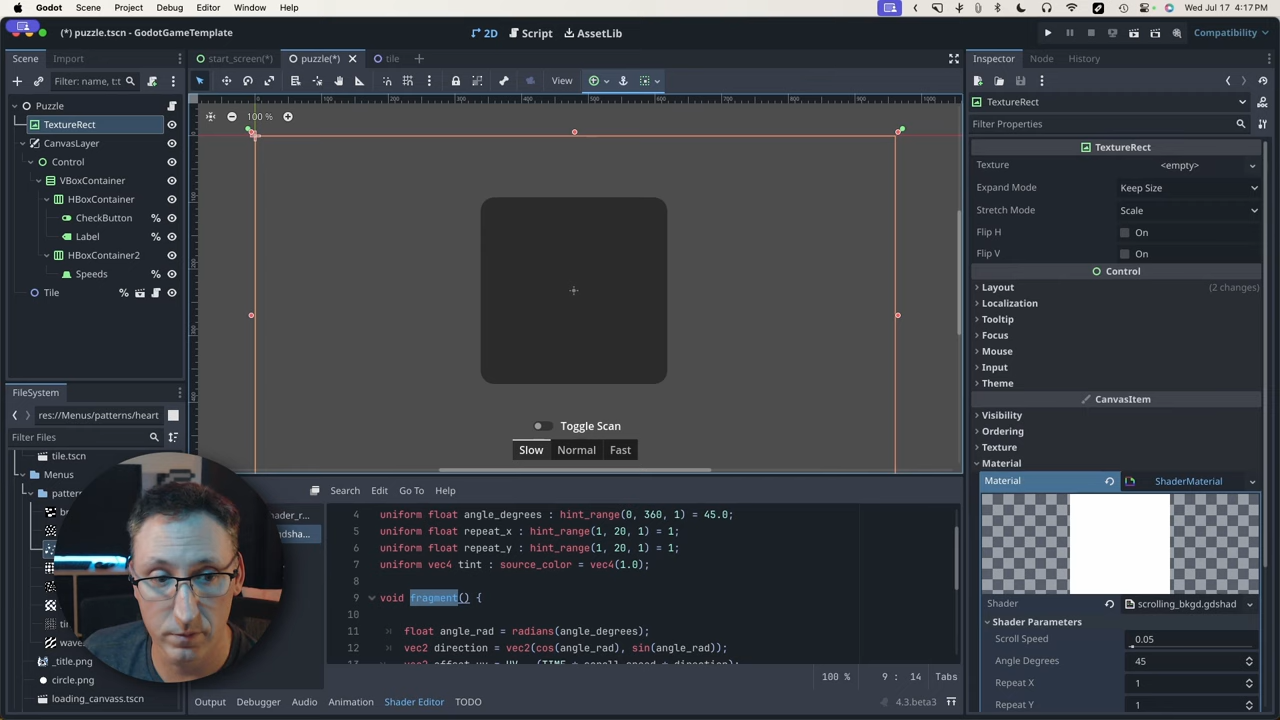 Godot File Edit View Window Help Wed Jul 17 4:17 PM
(*) puzzle.tscn - GodotGameTemplate
2D Script AssetLib
Compatibility
Scene Import
start_screen(*) puzzle(*) tile
Inspector Node History
Filter: name, t:t
View
Puzzle
TextureRect
CanvasLayer
Control
VBoxContainer
HBoxContainer
CheckButton %
Label %
HBoxContainer2
Speeds %
Tile %
100 %
TextureRect
Filter Properties
TextureRect
Texture <empty>
Expand Mode Keep Size
Stretch Mode Scale
Flip H On
Flip V On
Control
Layout (2 changes)
Localization
Tooltip
Focus
Mouse
Input
Theme
CanvasItem
Visibility
Ordering
Texture
Material
Material ShaderMaterial
Shader scrolling_bkgd.gdshad
Shader Parameters
Scroll Speed 0.05
Angle Degrees 45
Repeat X 1
Repeat Y 1
Toggle Scan
Slow Normal Fast
FileSystem
res://Menus/patterns/heart
Filter Files
tile.tscn
Menus
_title.png
circle.png
loading_canvass.tscn
Search Edit Go To Help
4 uniform float angle_degrees : hint_range(0, 360, 1) = 45.0;
5 uniform float repeat_x : hint_range(1, 20, 1) = 1;
6 uniform float repeat_y : hint_range(1, 20, 1) = 1;
7 uniform vec4 tint : source_color = vec4(1.0);
8
9 void fragment() {
10
11 float angle_rad = radians(angle_degrees);
12 vec2 direction = vec2(cos(angle_rad), sin(angle_rad));
100 % 9 : 14 Tabs
Output Debugger Audio Animation Shader Editor TODO 4.3.beta3